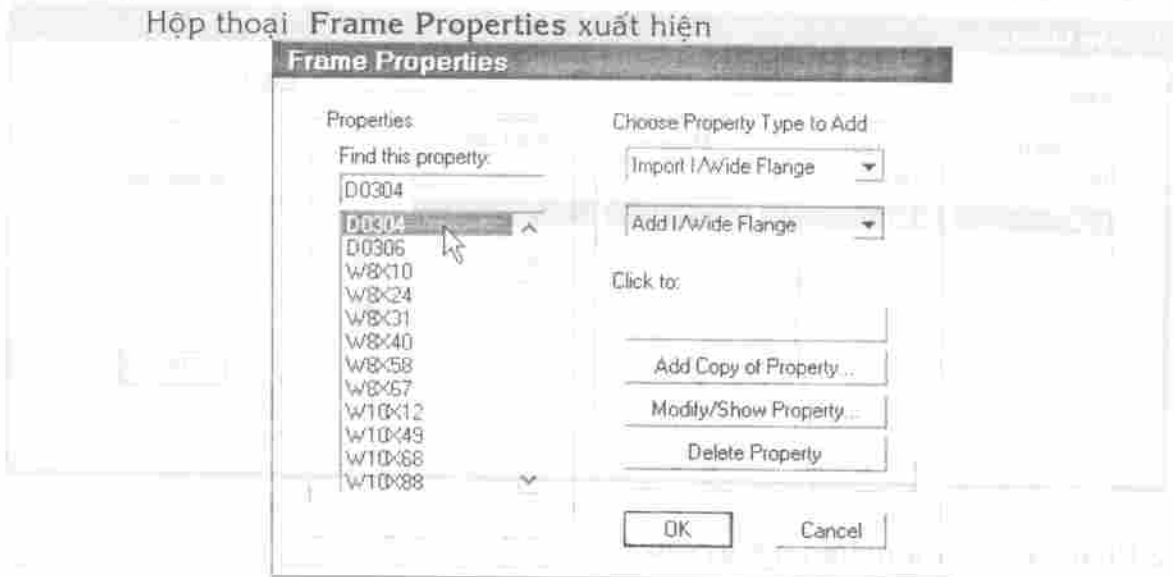 Hộp thoại Frame Properties xuất hiện
Frame Properties
Properties
Find this property:
D0304
D0304
D0306
W8X10
W8X24
W8X31
W8X40
W8X58
W8X67
W10X12
W10X49
W10X68
W10X88
Choose Property Type to Add
Import I/Wide Flange
Add I/Wide Flange
Click to:
Add Copy of Property...
Modify/Show Property...
Delete Property
OK
Cancel